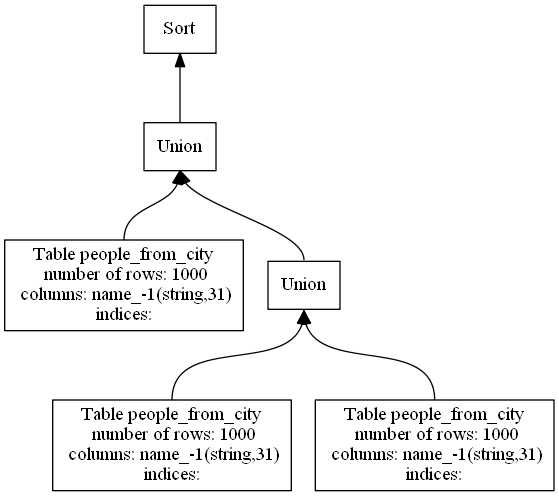 Sort
Union
Table people_from_city
number of rows: 1000
columns: name_-1(string,31)
indices:
Union
Table people_from_city
number of rows: 1000
columns: name_-1(string,31)
indices:
Table people_from_city
number of rows: 1000
columns: name_-1(string,31)
indices: